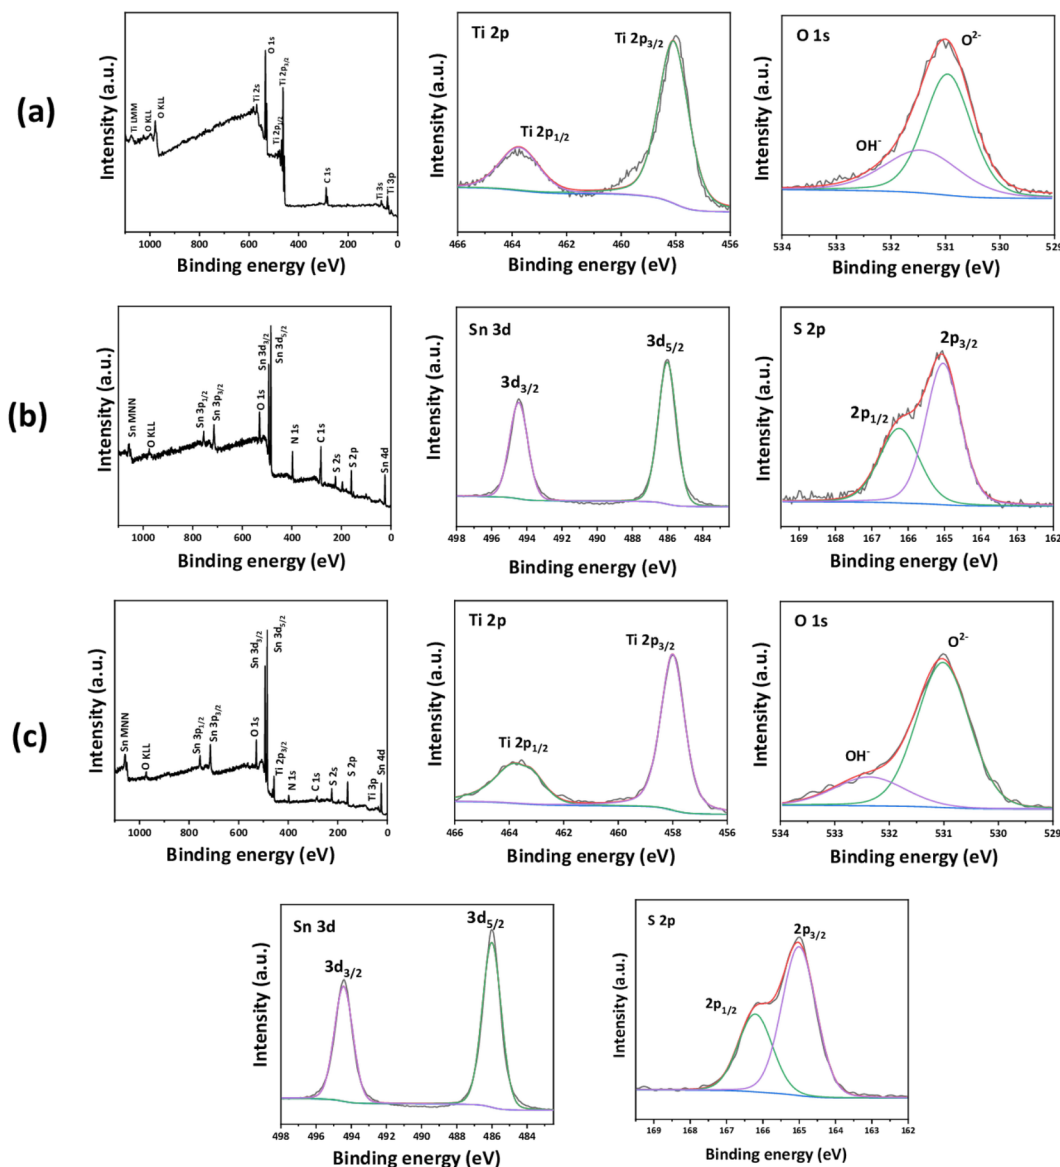 (a)
Intensity (a.u.)
Ti LMM
O KLL
O KLL
Ti 2s
O 1s
Ti 2p1/2
Ti 2p3/2
C 1s
Ti 3s
Ti 3p
1000 800 600 400 200 0
Binding energy (eV)
Ti 2p
Intensity (a.u.)
Ti 2p1/2
Ti 2p3/2
466 464 462 460 458 456
Binding energy (eV)
O 1s
Intensity (a.u.)
O2-
OH-
534 533 532 531 530 529
Binding energy (eV)
(b)
Intensity (a.u.)
Sn MNN
O KLL
Sn 3p1/2
Sn 3p3/2
O 1s
Sn 3d3/2
Sn 3d5/2
N 1s
C 1s
S 2s
S 2p
Sn 4d
1000 800 600 400 200 0
Binding energy (eV)
Sn 3d
Intensity (a.u.)
3d3/2
3d5/2
498 496 494 492 490 488 486 484
Binding energy (eV)
S 2p
Intensity (a.u.)
2p3/2
2p1/2
169 168 167 166 165 164 163 162
Binding energy (eV)
(c)
Intensity (a.u.)
Sn MNN
O KLL
Sn 3p1/2
Sn 3p3/2
O 1s
Sn 3d3/2
Sn 3d5/2
Ti 2p3/2
N 1s
C 1s
S 2s
S 2p
Ti 3p
Sn 4d
1000 800 600 400 200 0
Binding energy (eV)
Ti 2p
Intensity (a.u.)
Ti 2p1/2
Ti 2p3/2
466 464 462 460 458 456
Binding energy (eV)
O 1s
Intensity (a.u.)
O2-
OH-
534 533 532 531 530 529
Binding energy (eV)
Sn 3d
Intensity (a.u.)
3d3/2
3d5/2
498 496 494 492 490 488 486 484
Binding energy (eV)
S 2p
Intensity (a.u.)
2p3/2
2p1/2
169 168 167 166 165 164 163 162
Binding energy (eV)